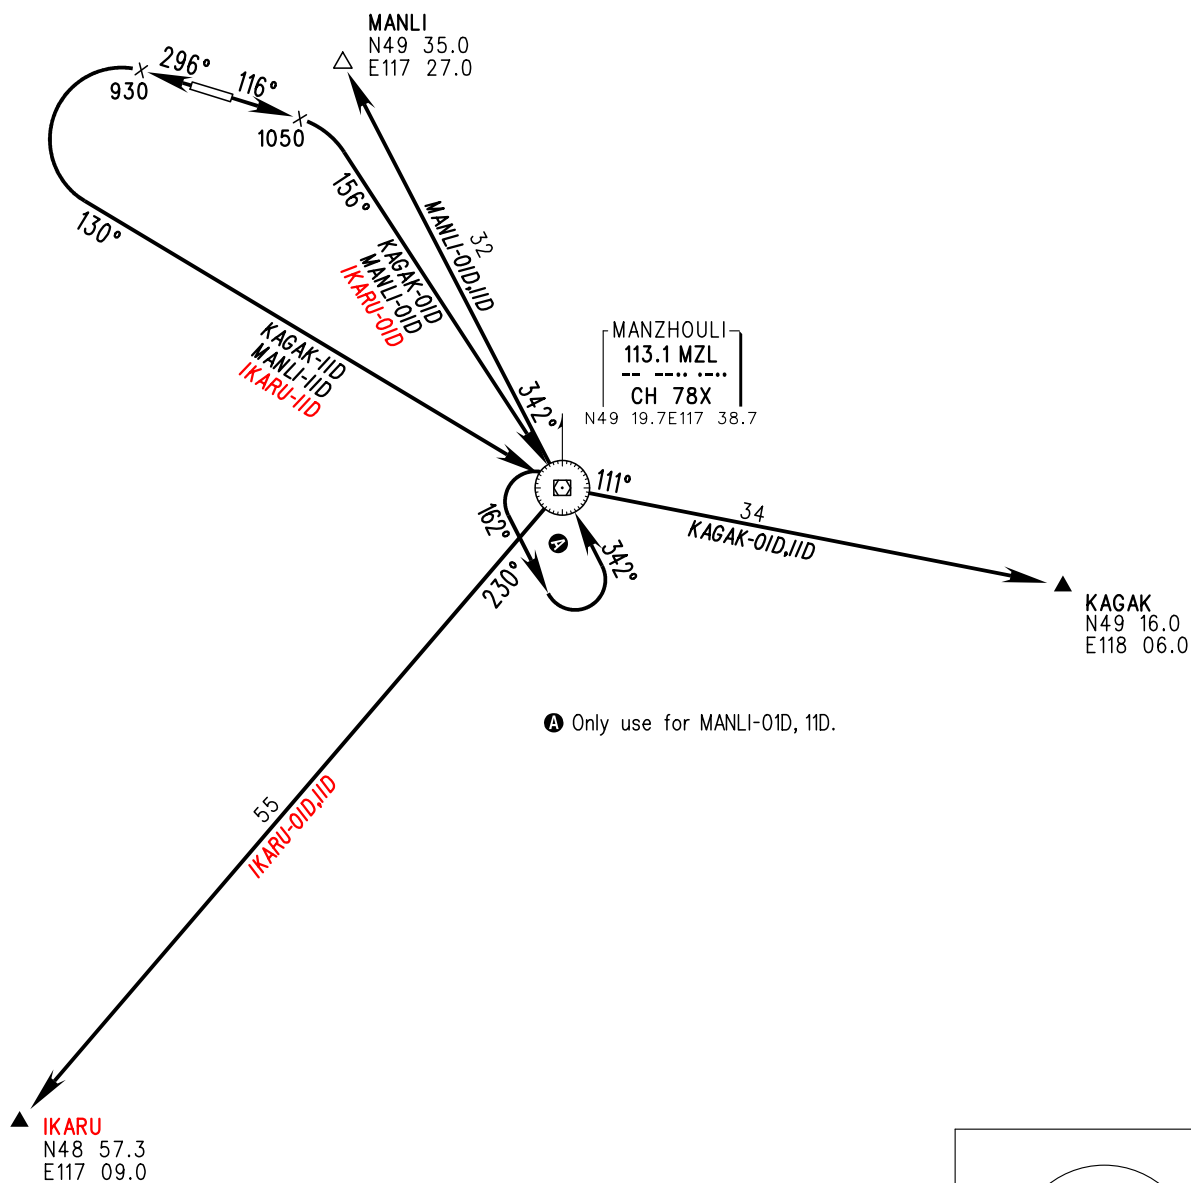 MANLI
N49 35.0
E117 27.0
296°
116°
930
1050
156°
130°
32
MANLI-01D,11D
KAGAK-01D
MANLI-01D
IKARU-01D
KAGAK-11D
MANLI-11D
IKARU-11D
MANZHOULI
113.1 MZL
-- --·· ·-··
CH 78X
N49 19.7E117 38.7
342°
111°
34
KAGAK-01D,11D
162°
A
342°
230°
KAGAK
N49 16.0
E118 06.0
A Only use for MANLI-01D, 11D.
55
IKARU-01D,11D
IKARU
N48 57.3
E117 09.0